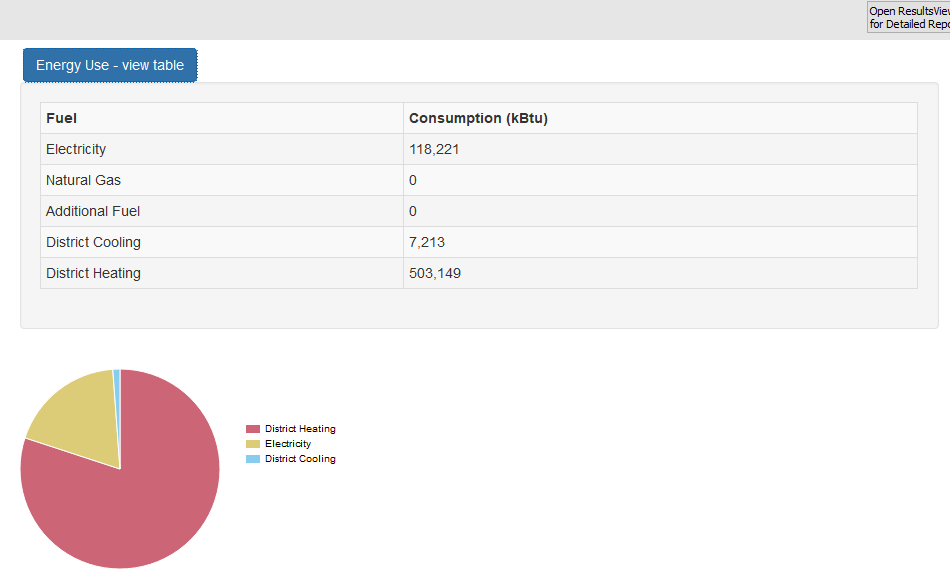 Open ResultsView
for Detailed Repo
Energy Use - view table
Fuel Consumption (kBtu)
Electricity 118,221
Natural Gas 0
Additional Fuel 0
District Cooling 7,213
District Heating 503,149
District Heating
Electricity
District Cooling